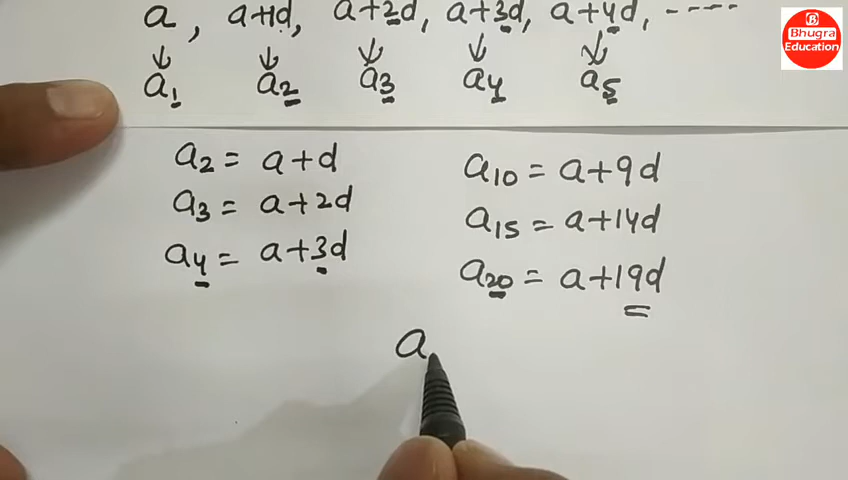 a, a+1d, a+2d, a+3d, a+4d, ----
a1 a2 a3 a4 a5
a2 = a+d
a3 = a+2d
a4 = a+3d
a10 = a+9d
a15 = a+14d
a20 = a+19d
a
B
Bhugra
Education